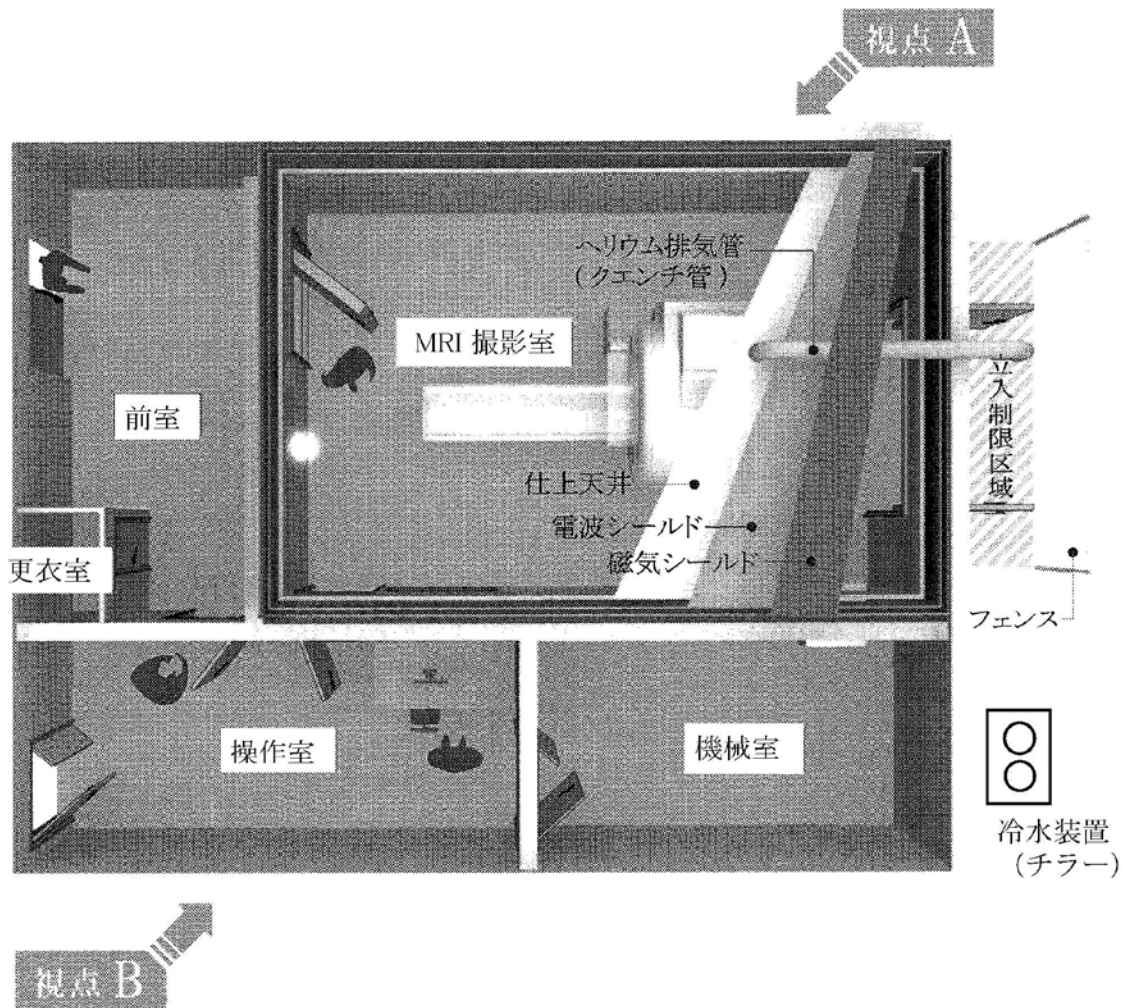 視点 A
ヘリウム排気管
(クエンチ管)
MRI 撮影室
前室
立入制限区域
仕上天井
電波シールド
磁気シールド
更衣室
フェンス
操作室
機械室
冷水装置
(チラー)
視点 B